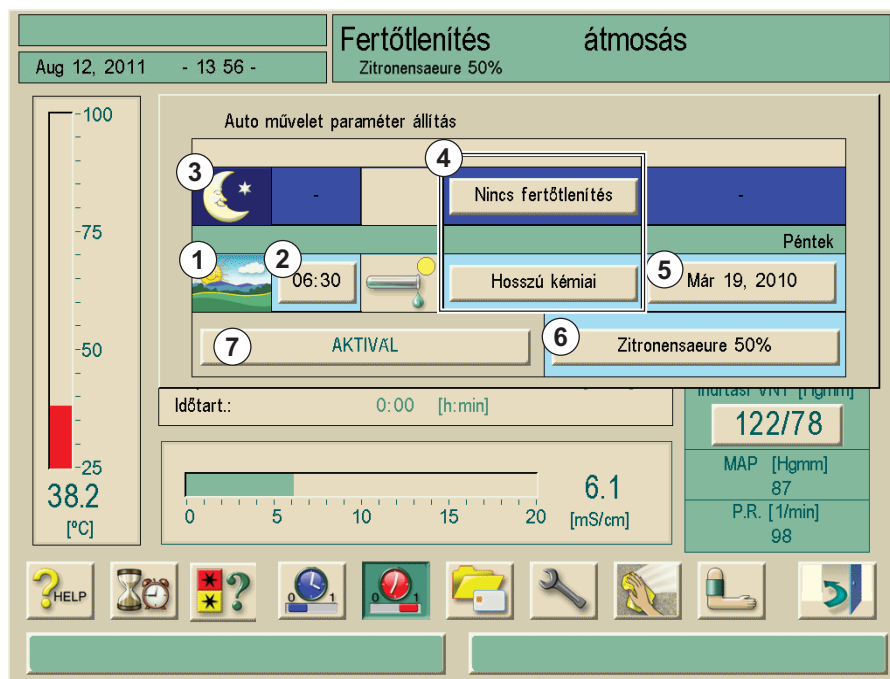 Fertőtlenítés átmosás
Zitronensaeure 50%
Aug 12, 2011 - 13 56 -
Auto művelet paraméter állítás
4
3
- Nincs fertőtlenítés -
Péntek
1
2
06:30
Hosszú kémiai
5
Már 19, 2010
7
AKTIVÁL
6
Zitronensaeure 50%
100
75
50
25
38.2
[°C]
Időtart.: 0:00 [h:min]
[Hgmm]
122/78
MAP [Hgmm]
87
P.R. [1/min]
98
0 5 10 15 20
6.1
[mS/cm]
? HELP
?
0 1
0 1